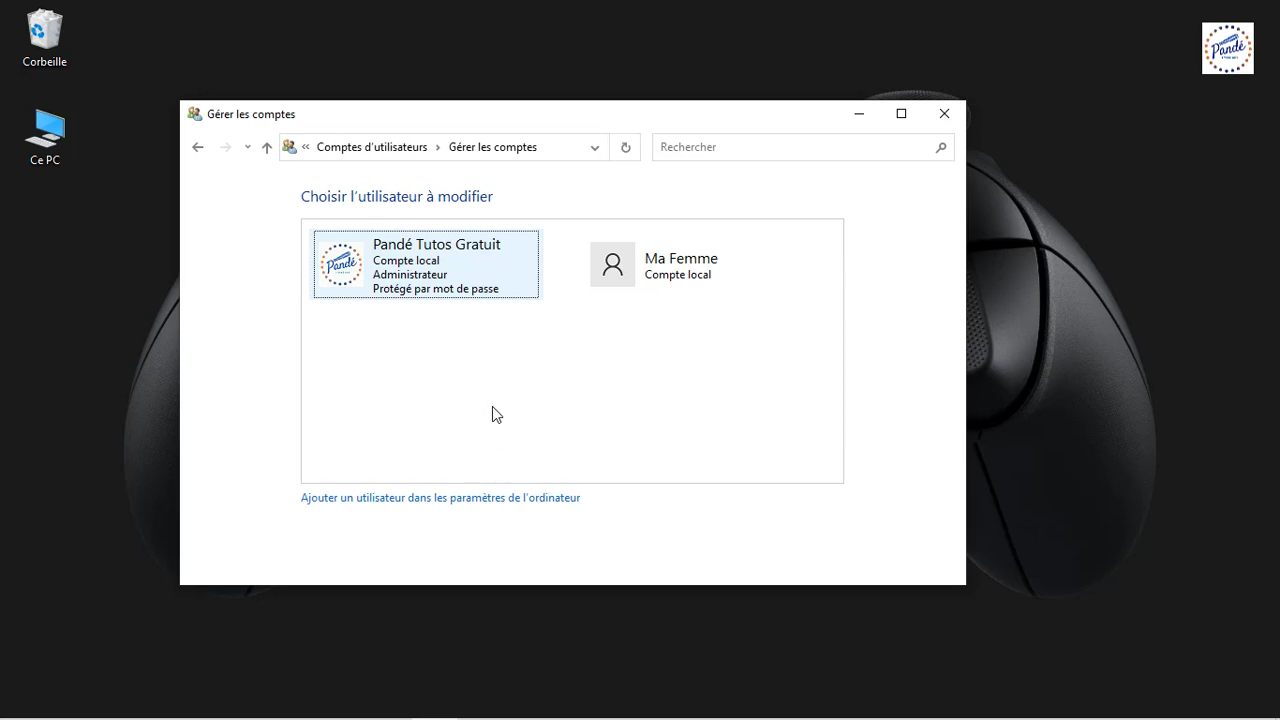 Corbeille
Pandé
Ce PC
Gérer les comptes
« Comptes d'utilisateurs › Gérer les comptes
Rechercher
Choisir l'utilisateur à modifier
Pandé Tutos Gratuit
Compte local
Administrateur
Protégé par mot de passe
Pandé
Ma Femme
Compte local
Ajouter un utilisateur dans les paramètres de l'ordinateur